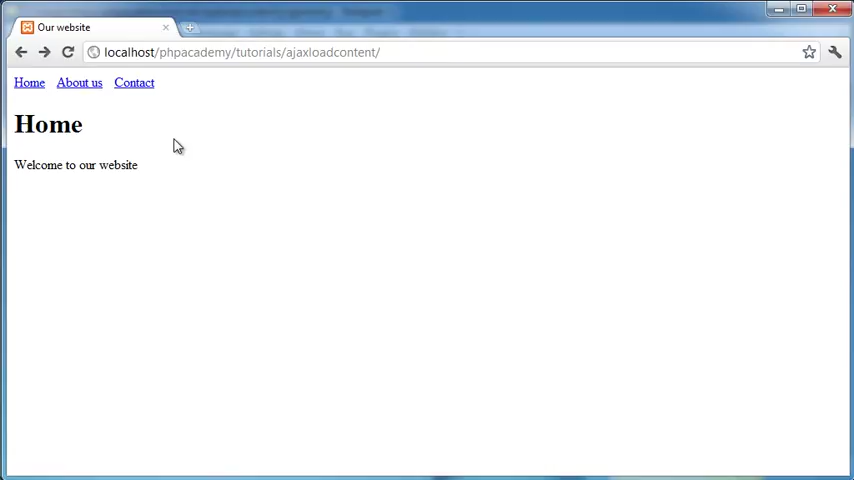 Our website
localhost/phpacademy/tutorials/ajaxloadcontent/
Home About us Contact
Home
Welcome to our website